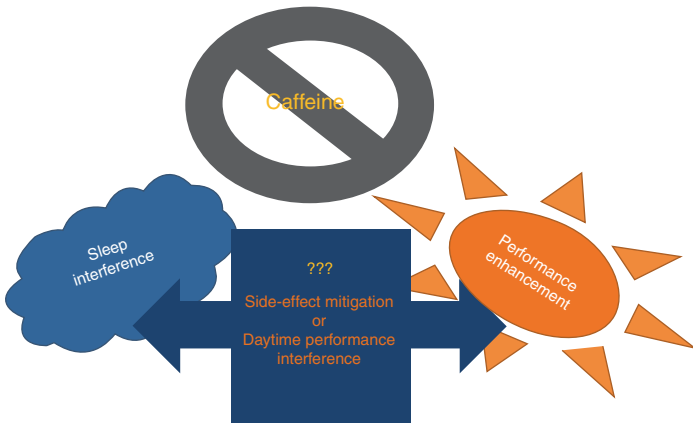 Caffeine
Sleep
interference
Performance
enhancement
???
Side-effect mitigation
or
Daytime performance
interference